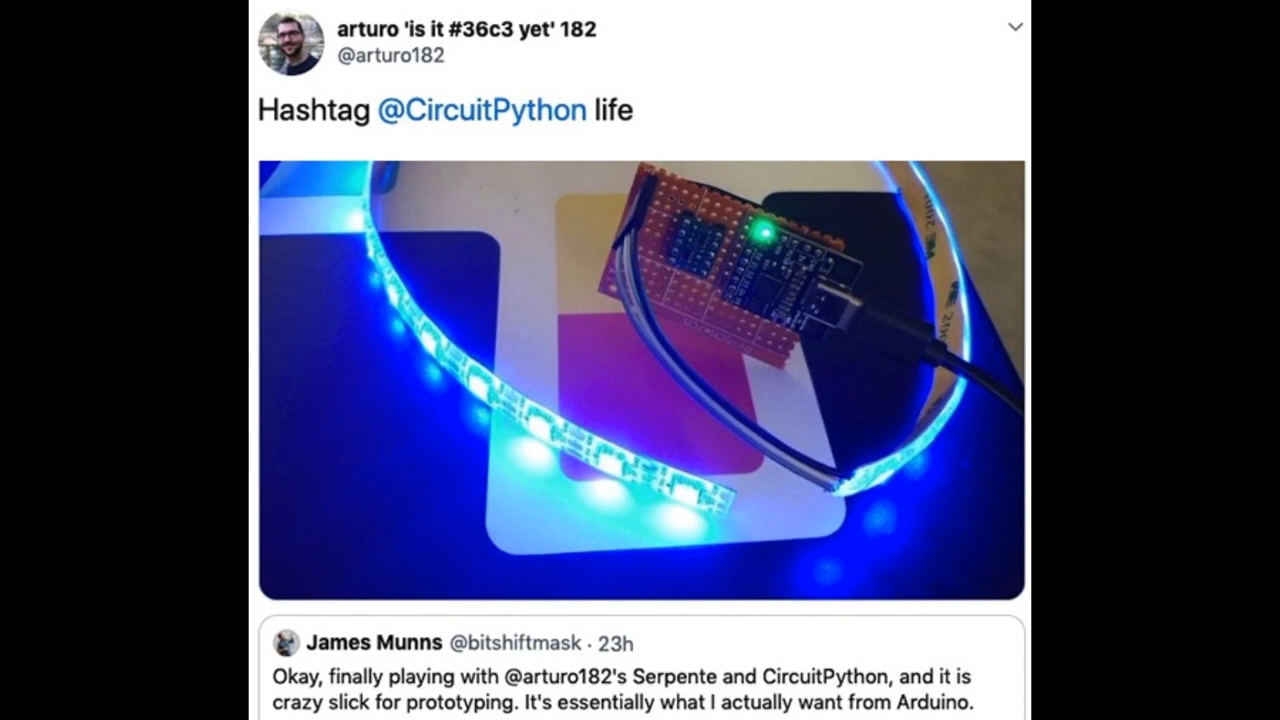 arturo 'is it #36c3 yet' 182
@arturo182
Hashtag @CircuitPython life
James Munns @bitshiftmask · 23h
Okay, finally playing with @arturo182's Serpente and CircuitPython, and it is
crazy slick for prototyping. It's essentially what I actually want from Arduino.